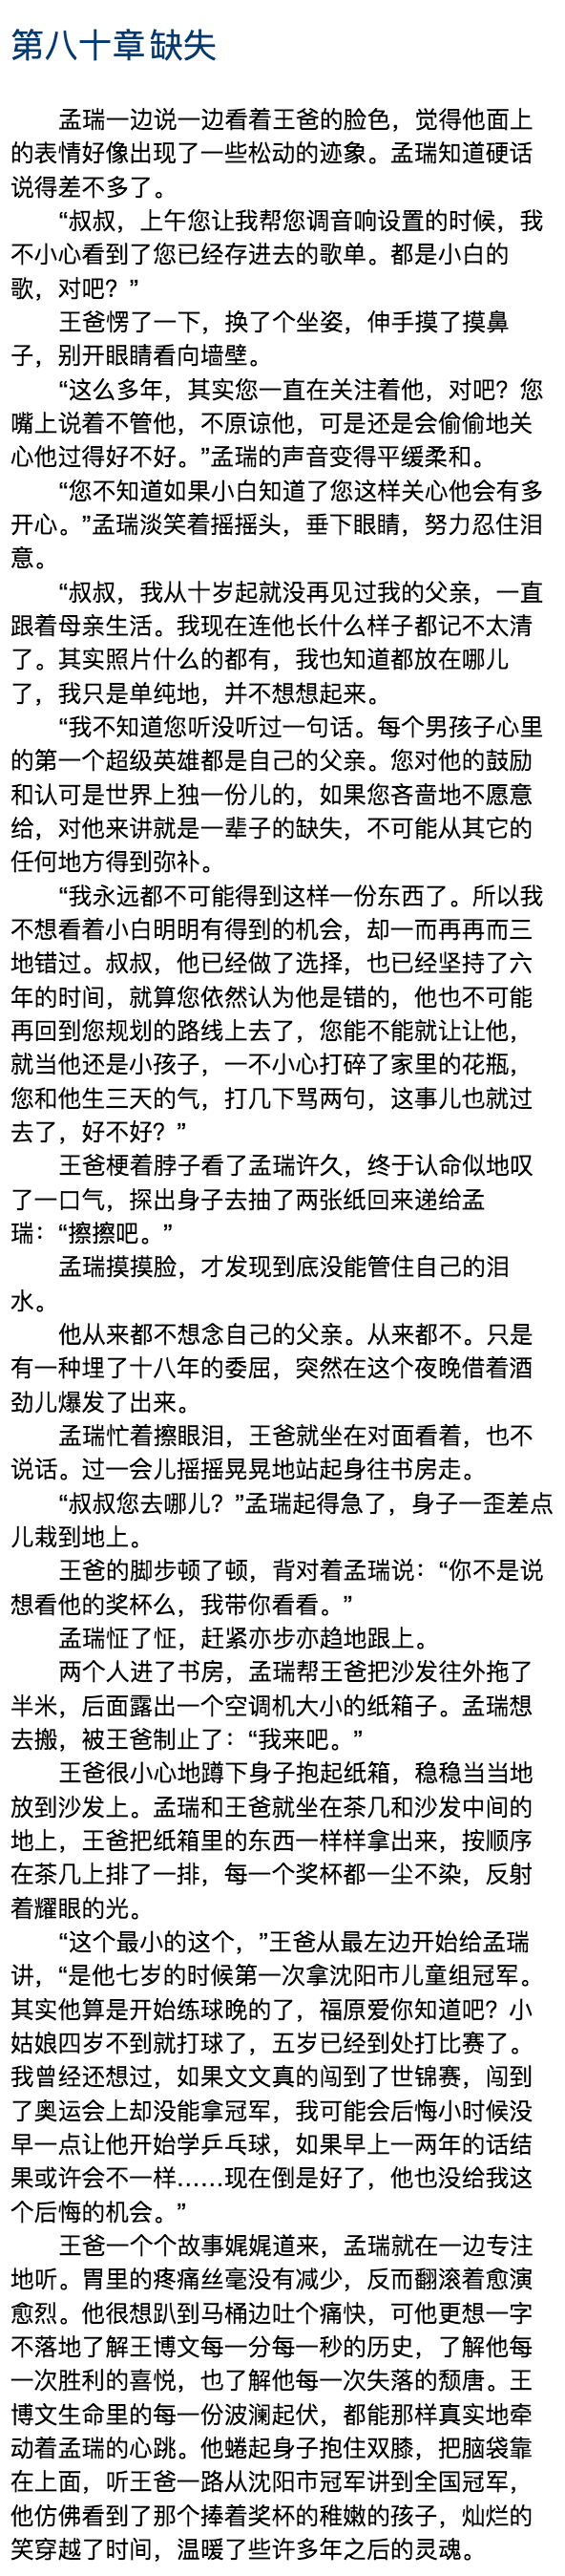 第八十章 缺失
孟瑞一边说一边看着王爸的脸色，觉得他面上
的表情好像出现了一些松动的迹象。孟瑞知道硬话
说得差不多了。
“叔叔，上午您让我帮您调音响设置的时候，我
不小心看到了您已经存进去的歌单。都是小白的
歌，对吧？”
王爸愣了一下，换了个坐姿，伸手摸了摸鼻
子，别开眼睛看向墙壁。
“这么多年，其实您一直在关注着他，对吧？您
嘴上说着不管他，不原谅他，可是还是会偷偷地关
心他过得好不好。”孟瑞的声音变得平缓柔和。
“您不知道如果小白知道了您这样关心他会有多
开心。”孟瑞淡笑着摇摇头，垂下眼睛，努力忍住泪
意。
“叔叔，我从十岁起就没再见过我的父亲，一直
跟着母亲生活。我现在连他长什么样子都记不太清
了。其实照片什么的都有，我也知道都放在哪儿
了，我只是单纯地，并不想想起来。
“我不知道您听没听过一句话。每个男孩子心里
的第一个超级英雄都是自己的父亲。您对他的鼓励
和认可是世界上独一份儿的，如果您吝啬地不愿意
给，对他来讲就是一辈子的缺失，不可能从其它的
任何地方得到弥补。
“我永远都不可能得到这样一份东西了。所以我
不想看着小白明明有得到的机会，却一而再再而三
地错过。叔叔，他已经做了选择，也已经坚持了六
年的时间，就算您依然认为他是错的，他也不可能
再回到您规划的路线上去了，您能不能就让让他，
就当他还是小孩子，一不小心打碎了家里的花瓶，
您和他生三天的气，打几下骂两句，这事儿也就过
去了，好不好？”
王爸梗着脖子看了孟瑞许久，终于认命似地叹
了一口气，探出身子去抽了两张纸回来递给孟
瑞：“擦擦吧。”
孟瑞摸摸脸，才发现到底没能管住自己的泪
水。
他从来都不想念自己的父亲。从来都不。只是
有一种埋了十八年的委屈，突然在这个夜晚借着酒
劲儿爆发了出来。
孟瑞忙着擦眼泪，王爸就坐在对面看着，也不
说话。过一会儿摇摇晃晃地站起身往书房走。
“叔叔您去哪儿？”孟瑞起得急了，身子一歪差点
儿栽到地上。
王爸的脚步顿了顿，背对着孟瑞说：“你不是说
想看他的奖杯么，我带你看看。”
孟瑞怔了怔，赶紧亦步亦趋地跟上。
两个人进了书房，孟瑞帮王爸把沙发往外拖了
半米，后面露出一个空调机大小的纸箱子。孟瑞想
去搬，被王爸制止了：“我来吧。”
王爸很小心地蹲下身子抱起纸箱，稳稳当当地
放到沙发上。孟瑞和王爸就坐在茶几和沙发中间的
地上，王爸把纸箱里的东西一样样拿出来，按顺序
在茶几上排了一排，每一个奖杯都一尘不染，反射
着耀眼的光。
“这个最小的这个，”王爸从最左边开始给孟瑞
讲，“是他七岁的时候第一次拿沈阳市儿童组冠军。
其实他算是开始练球晚的了，福原爱你知道吧？小
姑娘四岁不到就打球了，五岁已经到处打比赛了。
我曾经还想过，如果文文真的闯到了世锦赛，闯到
了奥运会上却没能拿冠军，我可能会后悔小时候没
早一点让他开始学乒乓球，如果早上一两年的话结
果或许会不一样……现在倒是好了，他也没给我这
个后悔的机会。”
王爸一个个故事娓娓道来，孟瑞就在一边专注
地听。胃里的疼痛丝毫没有减少，反而翻滚着愈演
愈烈。他很想趴到马桶边吐个痛快，可他更想一字
不落地了解王博文每一分每一秒的历史，了解他每
一次胜利的喜悦，也了解他每一次失落的颓唐。王
博文生命里的每一份波澜起伏，都能那样真实地牵
动着孟瑞的心跳。他蜷起身子抱住双膝，把脑袋靠
在上面，听王爸一路从沈阳市冠军讲到全国冠军，
他仿佛看到了那个捧着奖杯的稚嫩的孩子，灿烂的
笑穿越了时间，温暖了些许多年之后的灵魂。